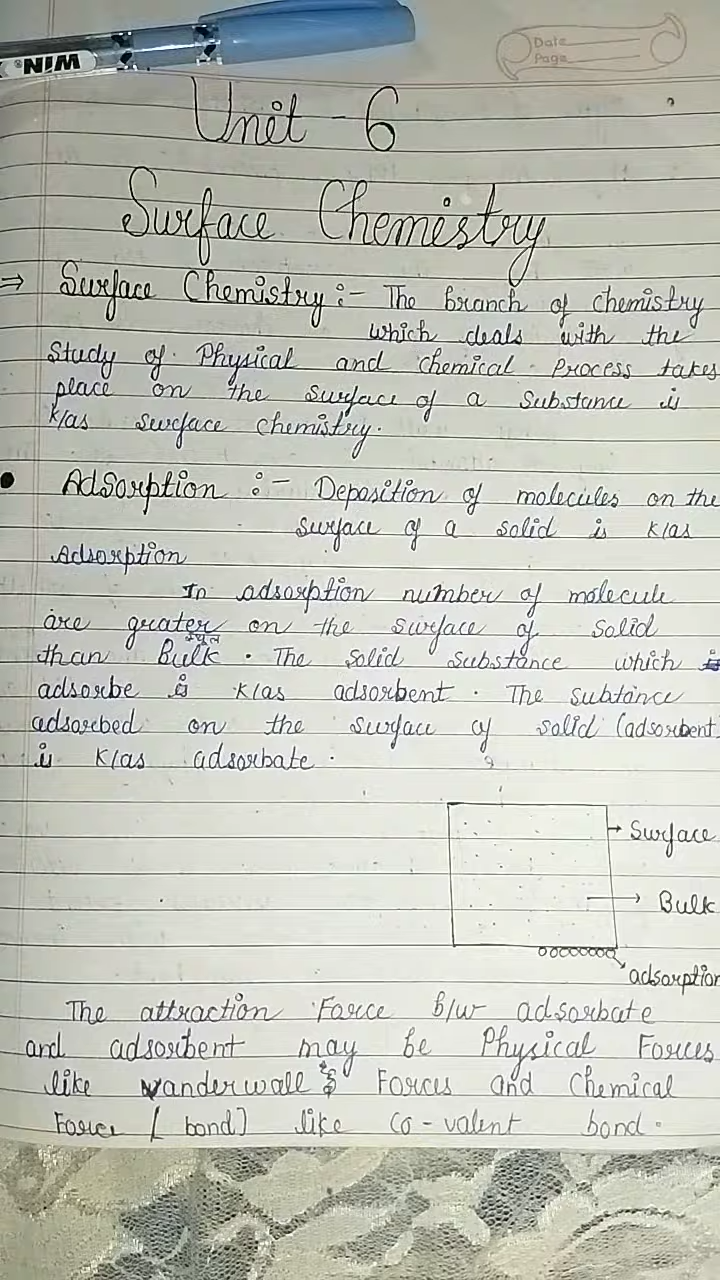 WIN®
Date
Page
Unit - 6
Surface Chemistry
⇒ Surface Chemistry :- The branch of chemistry
which deals with the
study of Physical and chemical Process takes
place on the surface of a substance is
k/as surface chemistry.
• Adsorption :- Deposition of molecules on the
surface of a solid is k/as
Adsorption
In adsorption number of molecule
are grater on the surface of solid
than Bulk. The solid substance which
adsorbe is k/as adsorbent. The subtance
adsorbed on the surface of solid (adsorbent
is k/as adsorbate.
→ Surface
→ Bulk
adsorption
The attraction Force b/w adsorbate
and adsorbent may be Physical Forces
like vanderwall's Forces and Chemical
Force [bond] like co-valent bond.